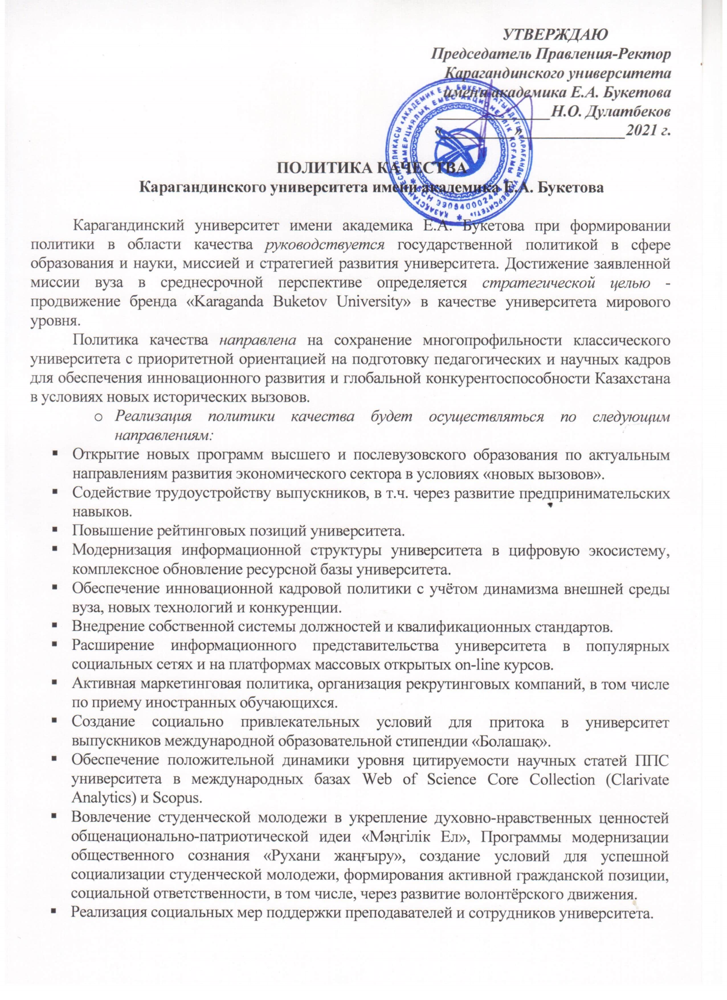 УТВЕРЖДАЮ
Председатель Правления-Ректор
Карагандинского университета
имени академика Е.А. Букетова
______________Н.О. Дулатбеков
«_________»_____________2021 г.
ПОЛИТИКА КАЧЕСТВА
Карагандинского университета имени академика Е.А. Букетова
Карагандинский университет имени академика Е.А. Букетова при формировании
политики в области качества руководствуется государственной политикой в сфере
образования и науки, миссией и стратегией развития университета. Достижение заявленной
миссии вуза в среднесрочной перспективе определяется стратегической целью -
продвижение бренда «Karaganda Buketov University» в качестве университета мирового
уровня.
Политика качества направлена на сохранение многопрофильности классического
университета с приоритетной ориентацией на подготовку педагогических и научных кадров
для обеспечения инновационного развития и глобальной конкурентоспособности Казахстана
в условиях новых исторических вызовов.
o Реализация политики качества будет осуществляться по следующим
направлениям:
▪ Открытие новых программ высшего и послевузовского образования по актуальным
направлениям развития экономического сектора в условиях «новых вызовов».
▪ Содействие трудоустройству выпускников, в т.ч. через развитие предпринимательских
навыков.
▪ Повышение рейтинговых позиций университета.
▪ Модернизация информационной структуры университета в цифровую экосистему,
комплексное обновление ресурсной базы университета.
▪ Обеспечение инновационной кадровой политики с учётом динамизма внешней среды
вуза, новых технологий и конкуренции.
▪ Внедрение собственной системы должностей и квалификационных стандартов.
▪ Расширение информационного представительства университета в популярных
социальных сетях и на платформах массовых открытых on-line курсов.
▪ Активная маркетинговая политика, организация рекрутинговых компаний, в том числе
по приему иностранных обучающихся.
▪ Создание социально привлекательных условий для притока в университет
выпускников международной образовательной стипендии «Болашақ».
▪ Обеспечение положительной динамики уровня цитируемости научных статей ППС
университета в международных базах Web of Science Core Collection (Clarivate
Analytics) и Scopus.
▪ Вовлечение студенческой молодежи в укрепление духовно-нравственных ценностей
общенационально-патриотической идеи «Мәңгілік Ел», Программы модернизации
общественного сознания «Рухани жаңғыру», создание условий для успешной
социализации студенческой молодежи, формирования активной гражданской позиции,
социальной ответственности, в том числе, через развитие волонтёрского движения.
▪ Реализация социальных мер поддержки преподавателей и сотрудников университета.